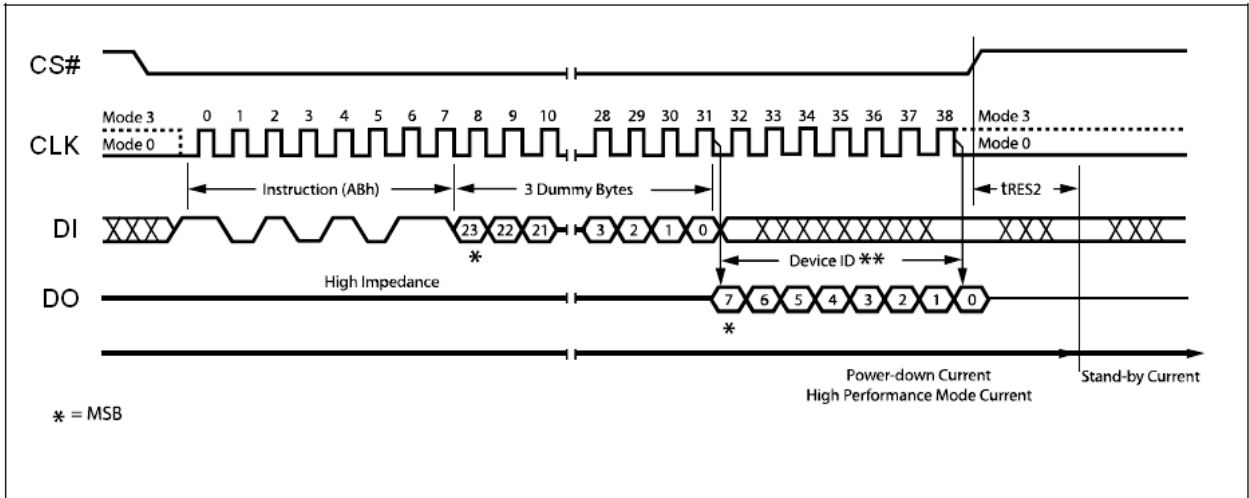 CS#
Mode 3 0 1 2 3 4 5 6 7 8 9 10 28 29 30 31 32 33 34 35 36 37 38 Mode 3
CLK Mode 0 Mode 0
Instruction (ABh) 3 Dummy Bytes tRES2
DI 23 22 21 3 2 1 0
* Device ID **
High Impedance
DO 7 6 5 4 3 2 1 0
*
Power-down Current Stand-by Current
High Performance Mode Current
* = MSB